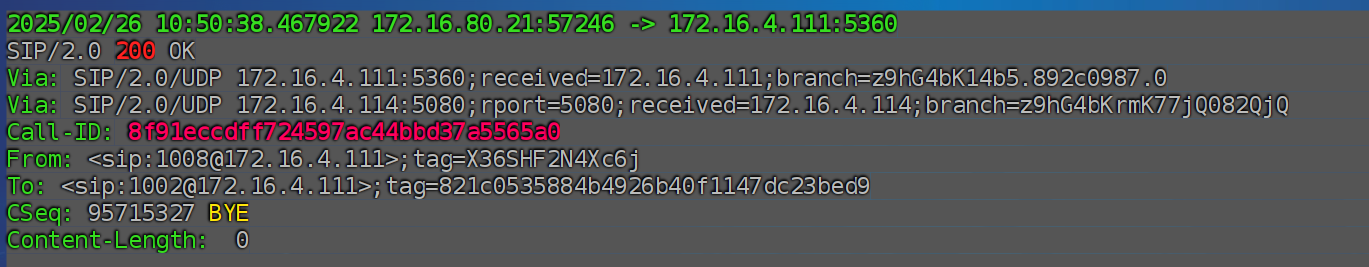 2025/02/26 10:50:38.467922 172.16.80.21:57246 -> 172.16.4.111:5360
SIP/2.0 200 OK
Via: SIP/2.0/UDP 172.16.4.111:5360;received=172.16.4.111;branch=z9hG4bK14b5.892c0987.0
Via: SIP/2.0/UDP 172.16.4.114:5080;rport=5080;received=172.16.4.114;branch=z9hG4bKrmK77jQ082QjQ
Call-ID: 8f91eccdff724597ac44bbd37a5565a0
From: <sip:1008@172.16.4.111>;tag=X36SHF2N4Xc6j
To: <sip:1002@172.16.4.111>;tag=821c0535884b4926b40f1147dc23bed9
CSeq: 95715327 BYE
Content-Length:  0